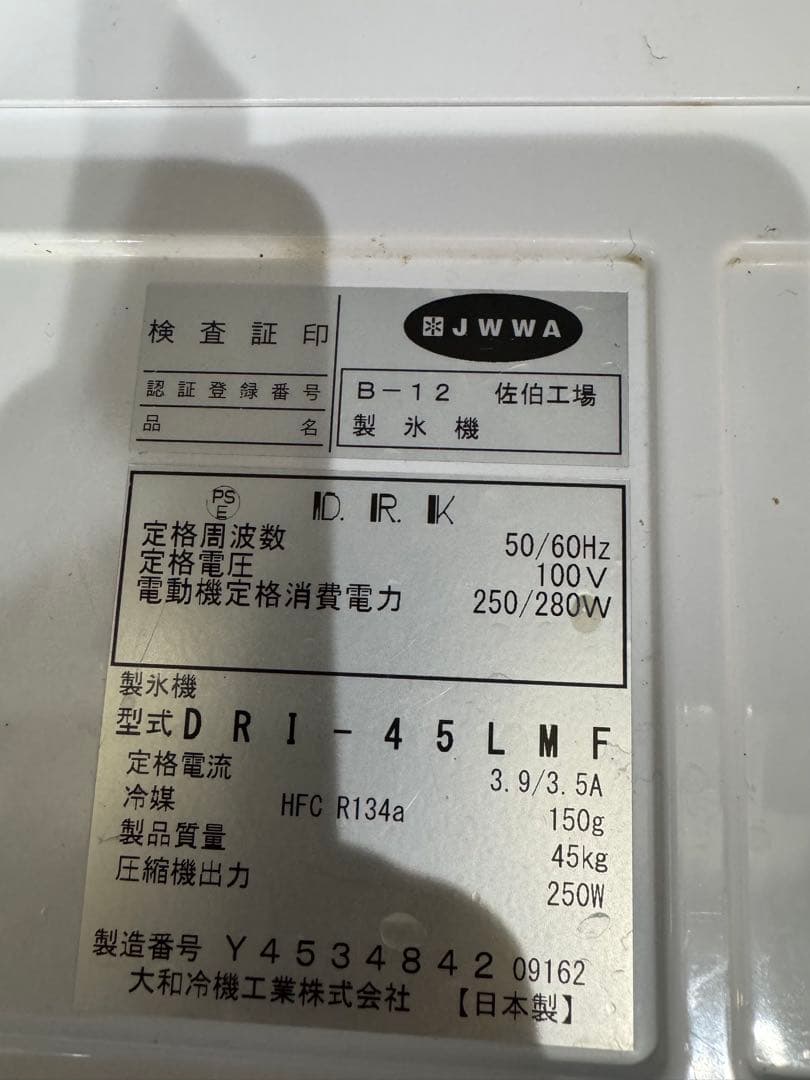 検査証印
JWWA
認証登録番号
B-12 佐伯工場
品名
製氷機
PS
E
D.R.K
定格周波数 50/60Hz
定格電圧 100V
電動機定格消費電力 250/280W
製氷機
型式 DRI-45LMF
定格電流 3.9/3.5A
冷媒 HFC R134a 150g
製品質量 45kg
圧縮機出力 250W
製造番号 Y4534842 09162
大和冷機工業株式会社 【日本製】